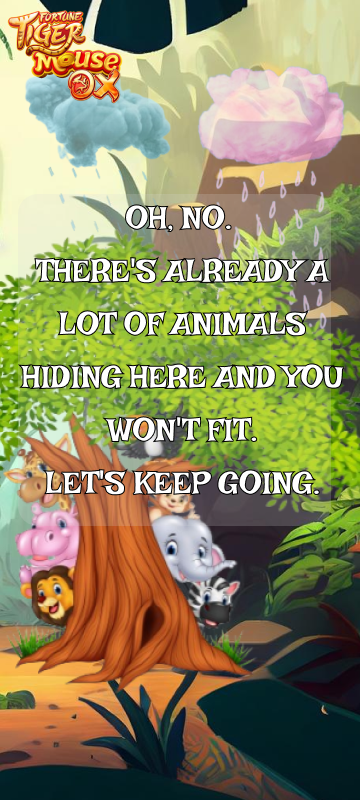 FORTUNE
TIGER
MOUSE
OX
OH, NO.
THERE'S ALREADY A
LOT OF ANIMALS
HIDING HERE AND YOU
WON'T FIT.
LET'S KEEP GOING.